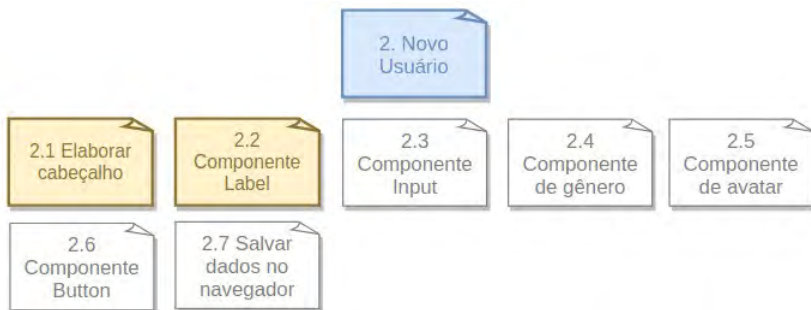 2. Novo
Usuário
2.1 Elaborar
cabeçalho
2.2
Componente
Label
2.3
Componente
Input
2.4
Componente
de gênero
2.5
Componente
de avatar
2.6
Componente
Button
2.7 Salvar
dados no
navegador